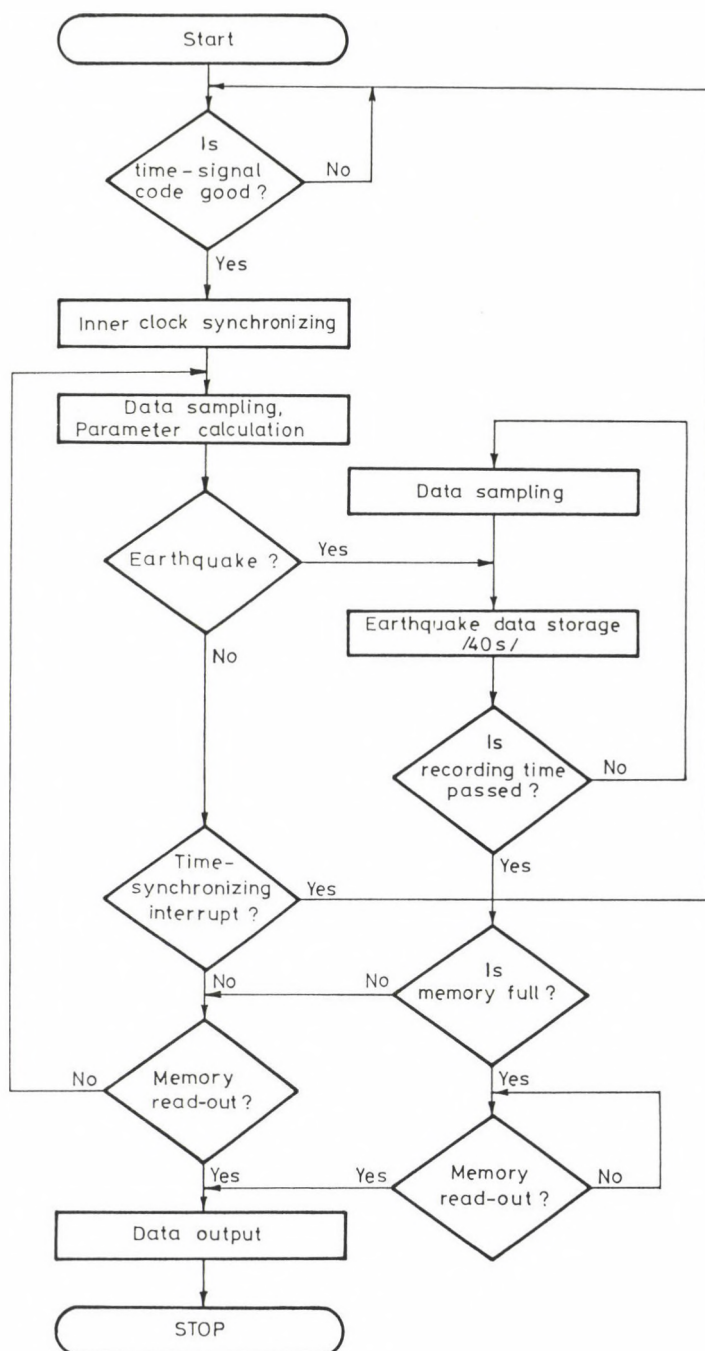 Start
Is
time-signal
code good?
No
Yes
Inner clock synchronizing
Data sampling,
Parameter calculation
Data sampling
Earthquake?
Yes
No
Earthquake data storage
/40s/
Is
recording time
passed?
No
Yes
Time-
synchronizing
interrupt?
Yes
No
Is
memory full?
No
Yes
Memory
read-out?
No
Yes
Memory
read-out?
No
Yes
Data output
STOP